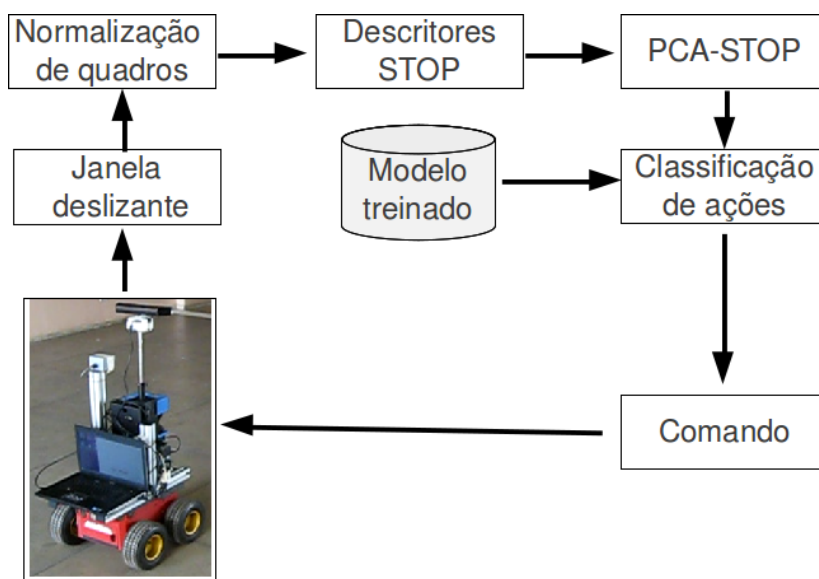 Normalização
de quadros
Descritores
STOP
PCA-STOP
Janela
deslizante
Modelo
treinado
Classificação
de ações
Comando